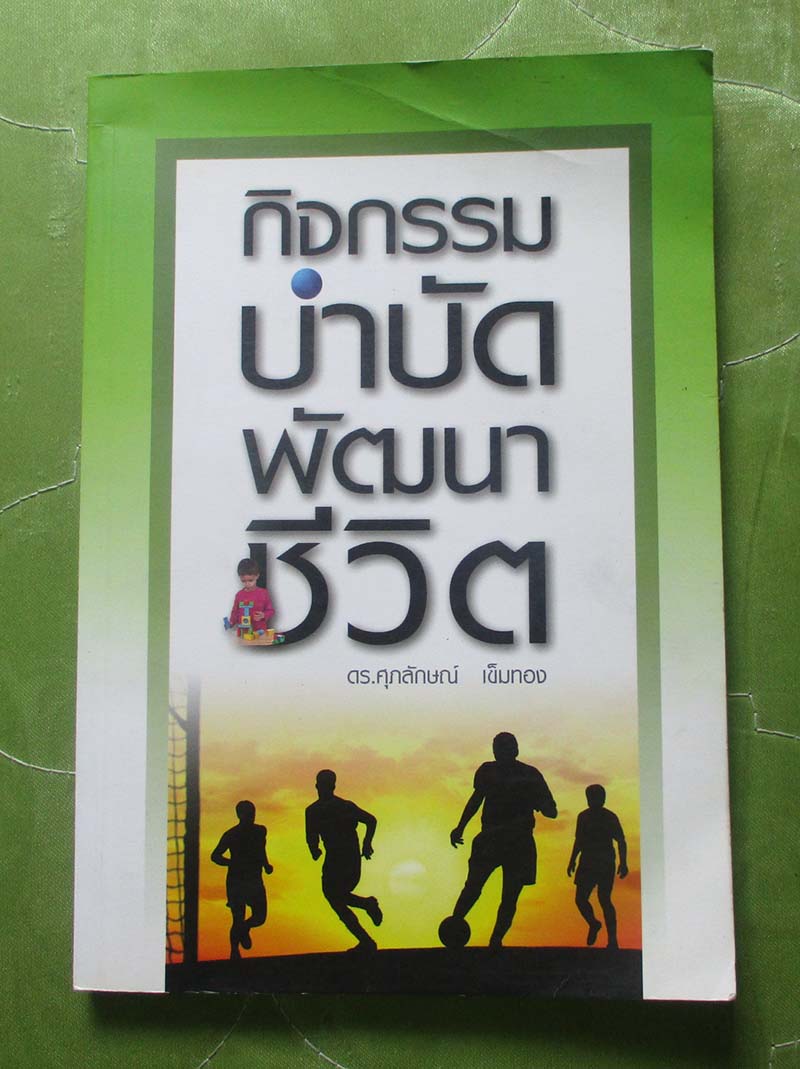 กิจกรรม
บำบัด
พัฒนา
ชีวิต
ดร.ศุภลักษณ์ เข็มทอง